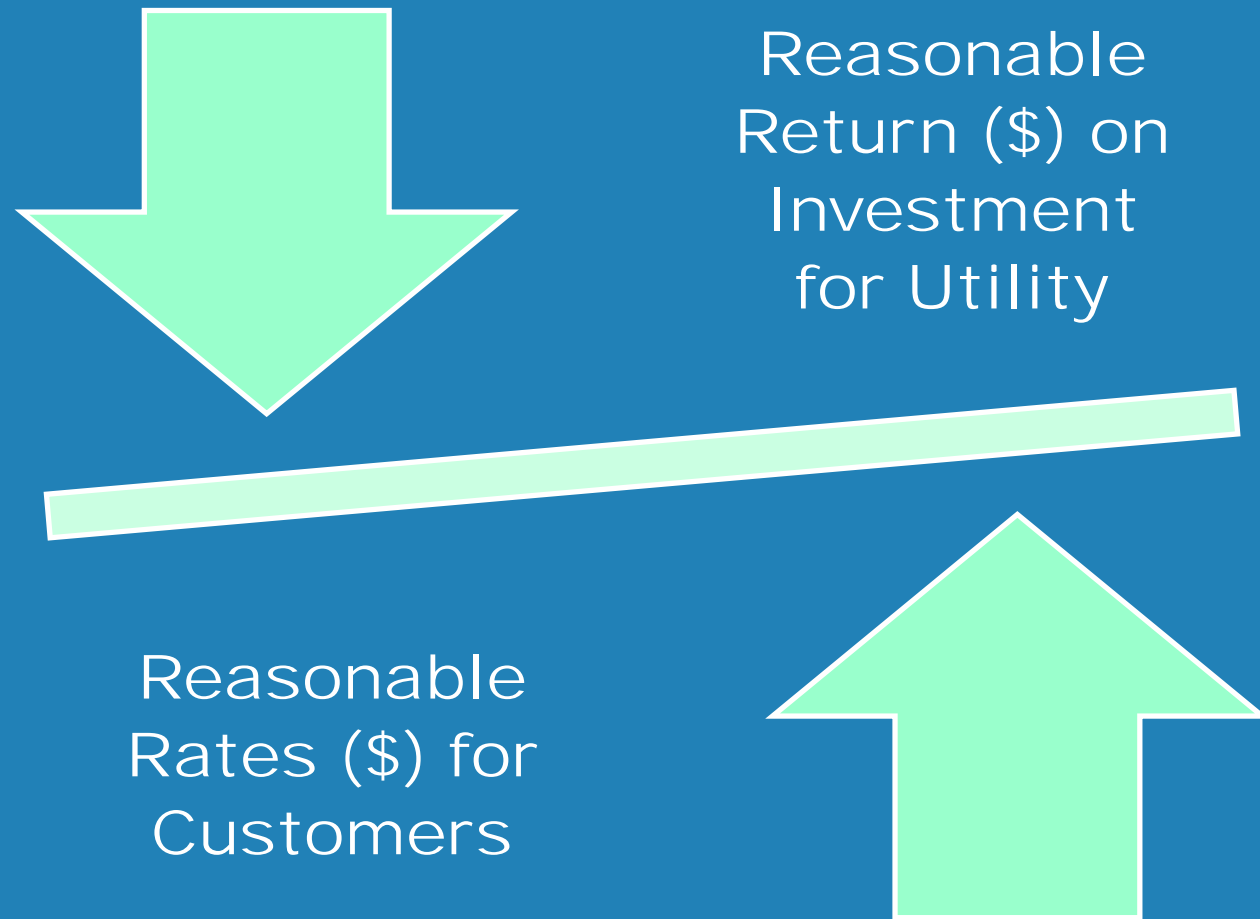 Reasonable
Return ($) on
Investment
for Utility
Reasonable
Rates ($) for
Customers